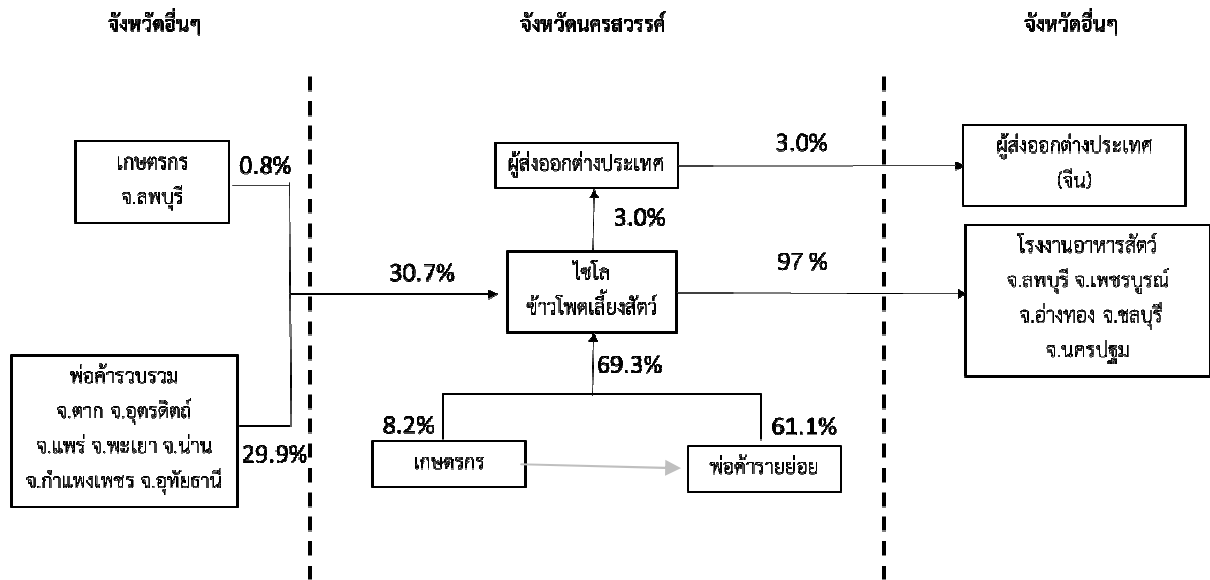 จังหวัดอื่นๆ
จังหวัดนครสวรรค์
จังหวัดอื่นๆ
เกษตรกร
จ.ลพบุรี
0.8%
ผู้ส่งออกต่างประเทศ
3.0%
ผู้ส่งออกต่างประเทศ
(จีน)
3.0%
30.7%
ไซโล
ข้าวโพดเลี้ยงสัตว์
97 %
โรงงานอาหารสัตว์
จ.ลพบุรี จ.เพชรบูรณ์
จ.อ่างทอง จ.ชลบุรี
จ.นครปฐม
69.3%
พ่อค้ารวบรวม
จ.ตาก จ.อุตรดิตถ์
จ.แพร่ จ.พะเยา จ.น่าน
จ.กำแพงเพชร จ.อุทัยธานี
29.9%
8.2%
61.1%
เกษตรกร
พ่อค้ารายย่อย